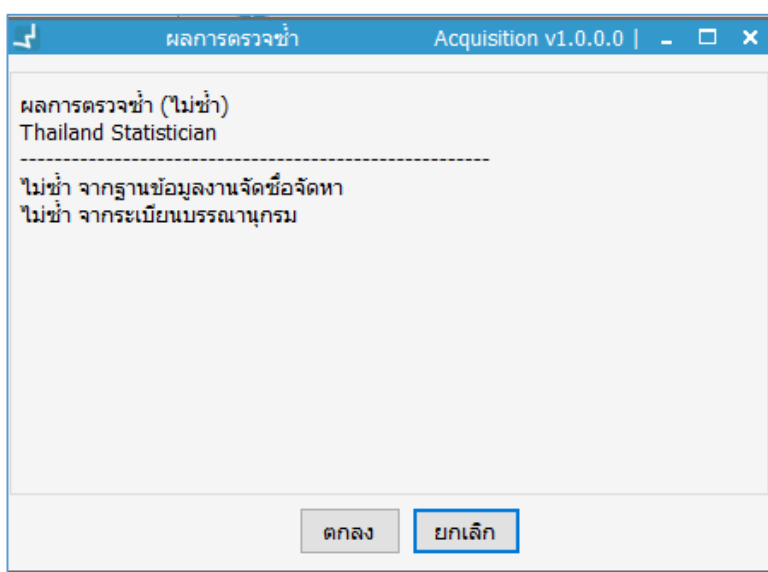 ผลการตรวจซ้ำ
Acquisition v1.0.0.0 |
ผลการตรวจซ้ำ (ไม่ซ้ำ)
Thailand Statistician
--------------------------------------------------------
ไม่ซ้ำ จากฐานข้อมูลงานจัดซื้อจัดหา
ไม่ซ้ำ จากระเบียนบรรณานุกรม
ตกลง
ยกเลิก